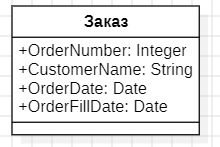 Заказ
+OrderNumber: Integer
+CustomerName: String
+OrderDate: Date
+OrderFillDate: Date